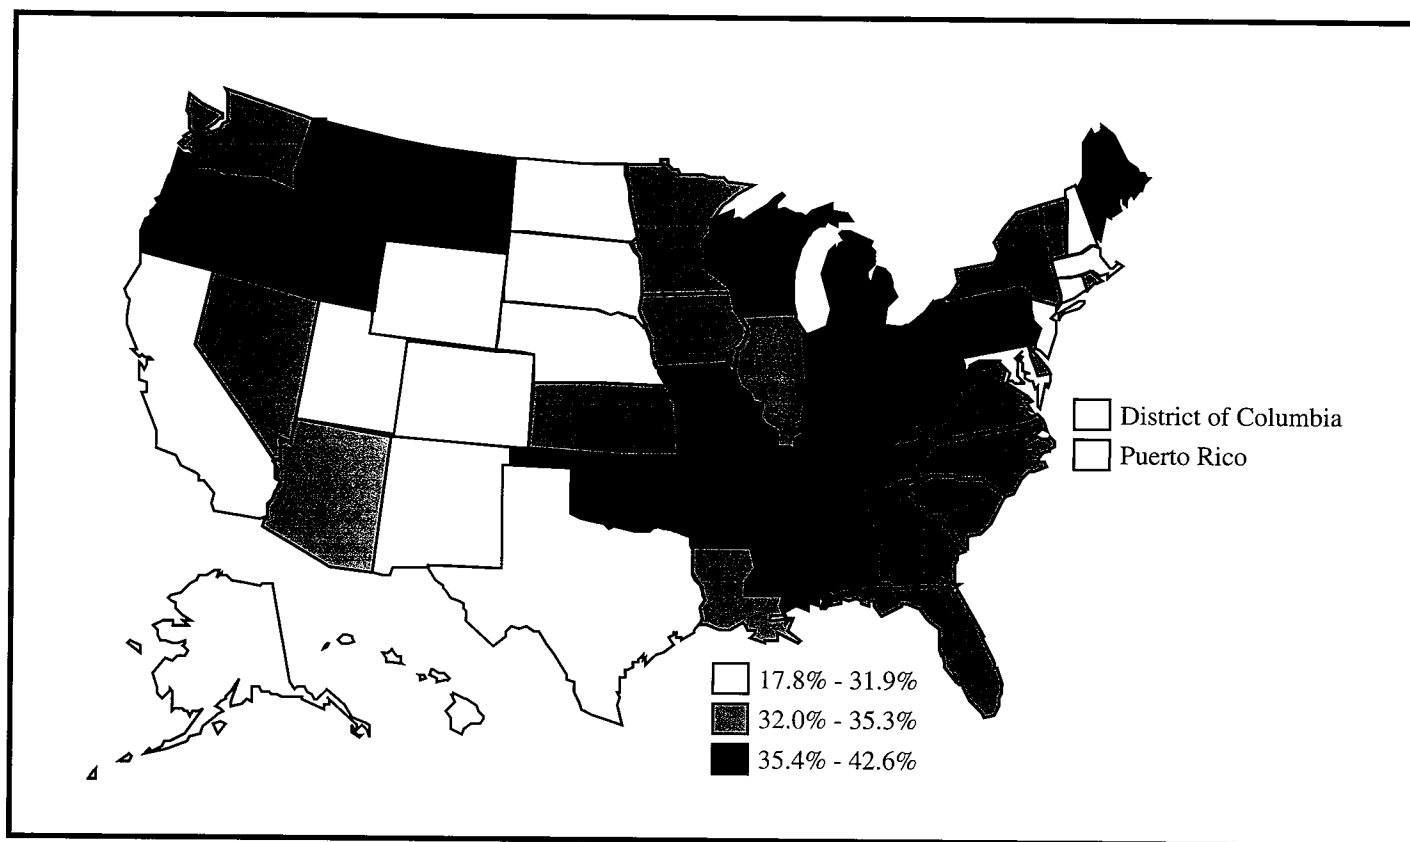 District of Columbia
Puerto Rico
17.8% - 31.9%
32.0% - 35.3%
35.4% - 42.6%